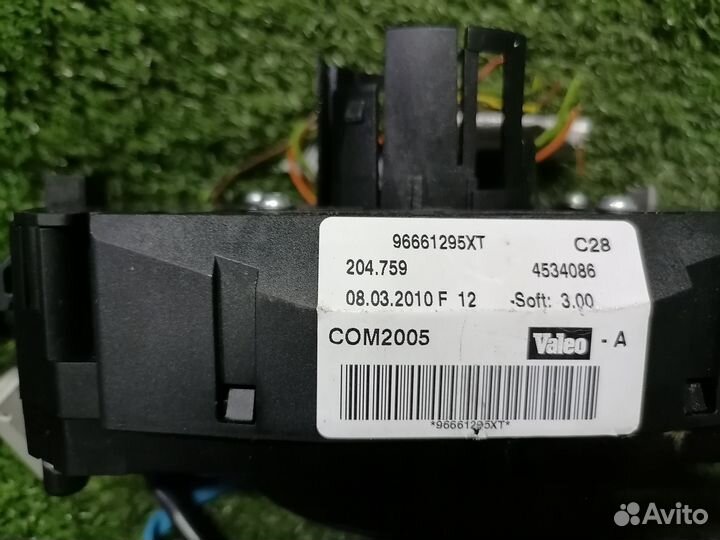 96661295XT C28
204.759 4534086
08.03.2010 F 12 -Soft: 3.00
COM2005 Valeo - A
*96661295XT*
Avito